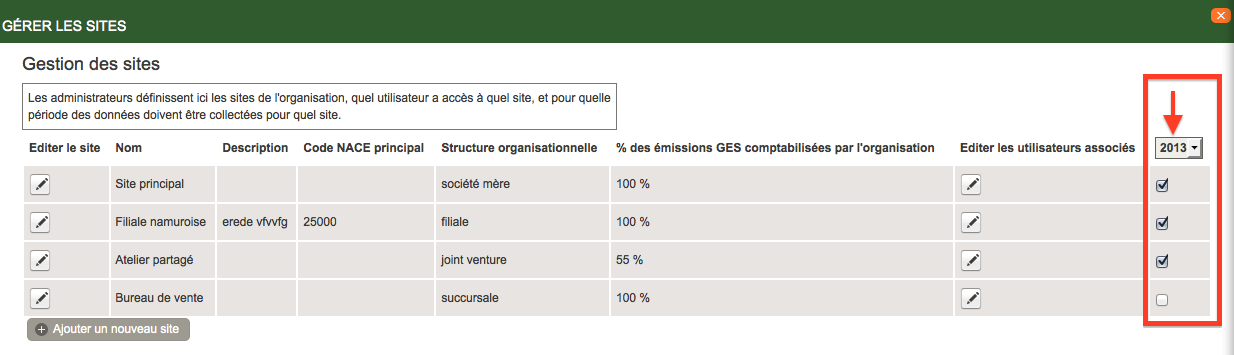 GÉRER LES SITES
Gestion des sites
Les administrateurs définissent ici les sites de l'organisation, quel utilisateur a accès à quel site, et pour quelle
période des données doivent être collectées pour quel site.
Editer le site Nom Description Code NACE principal Structure organisationnelle % des émissions GES comptabilisées par l'organisation Editer les utilisateurs associés 2013
Site principal société mère 100 %
Filiale namuroise erede vfvvfg 25000 filiale 100 %
Atelier partagé joint venture 55 %
Bureau de vente succursale 100 %
Ajouter un nouveau site